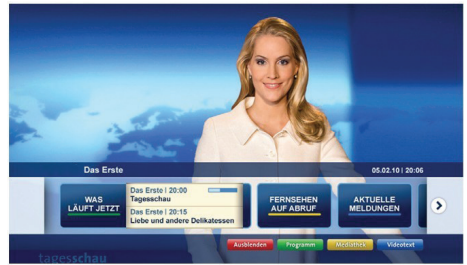 Das Erste
05.02.10 | 20:06
WAS
LÄUFT JETZT
Das Erste | 20:00
Tagesschau
Das Erste | 20:15
Liebe und andere Delikatessen
FERNSEHEN
AUF ABRUF
AKTUELLE
MELDUNGEN
Ausblenden
Programm
Mediathek
Videotext
tagesschau